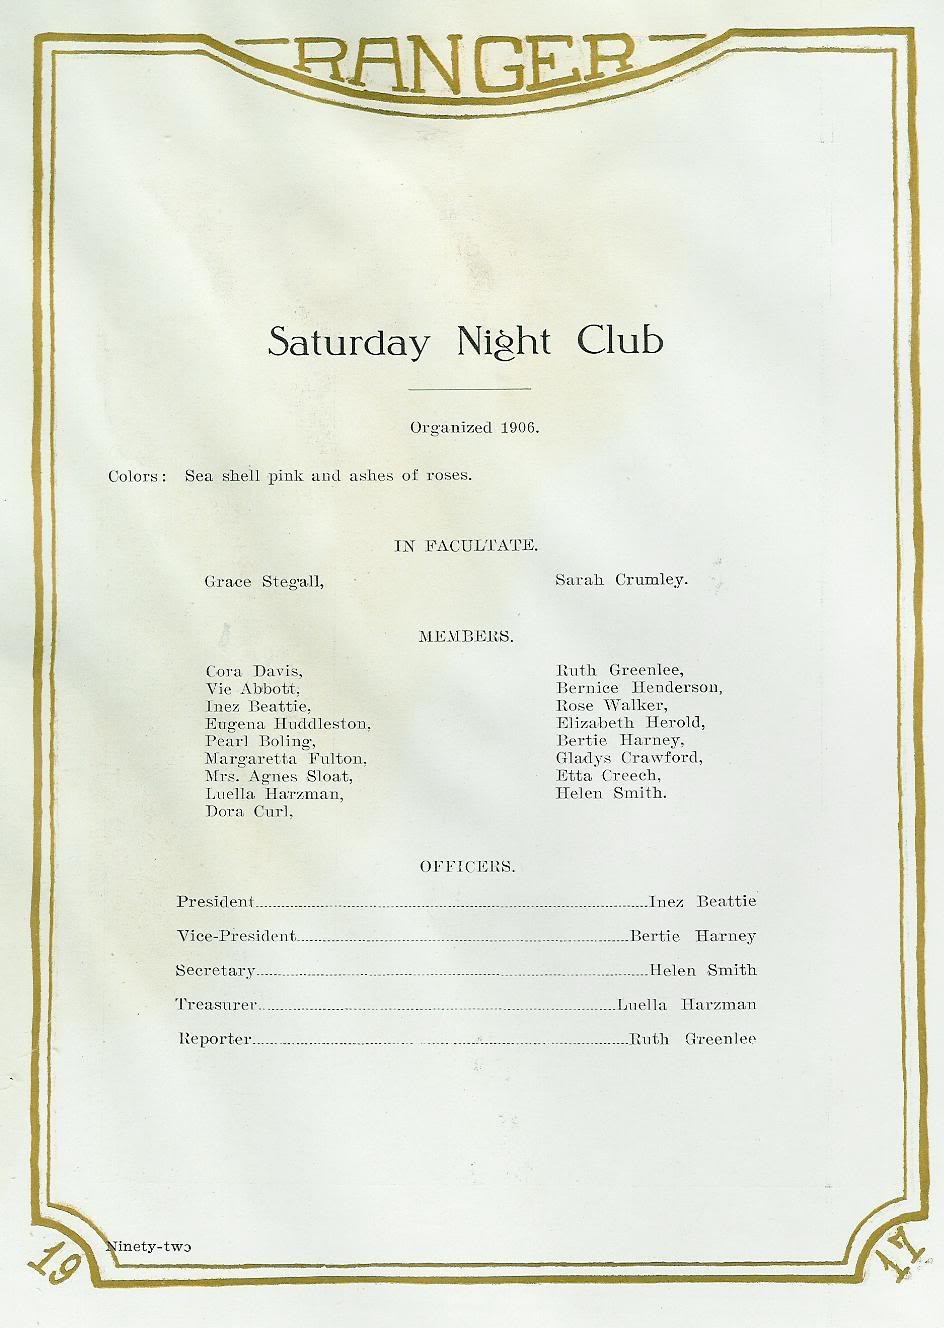 RANGER
Saturday Night Club
Organized 1906.
Colors: Sea shell pink and ashes of roses.
IN FACULTATE.
Grace Stegall, Sarah Crumley.
MEMBERS.
Cora Davis, Ruth Greenlee,
Vie Abbott, Bernice Henderson,
Inez Beattie, Rose Walker,
Eugena Huddleston, Elizabeth Herold,
Pearl Boling, Bertie Harney,
Margaretta Fulton, Gladys Crawford,
Mrs. Agnes Sloat, Etta Creech,
Luella Harzman, Helen Smith.
Dora Curl,
OFFICERS.
President Inez Beattie
Vice-President Bertie Harney
Secretary Helen Smith
Treasurer Luella Harzman
Reporter Ruth Greenlee
Ninety-two
19 17